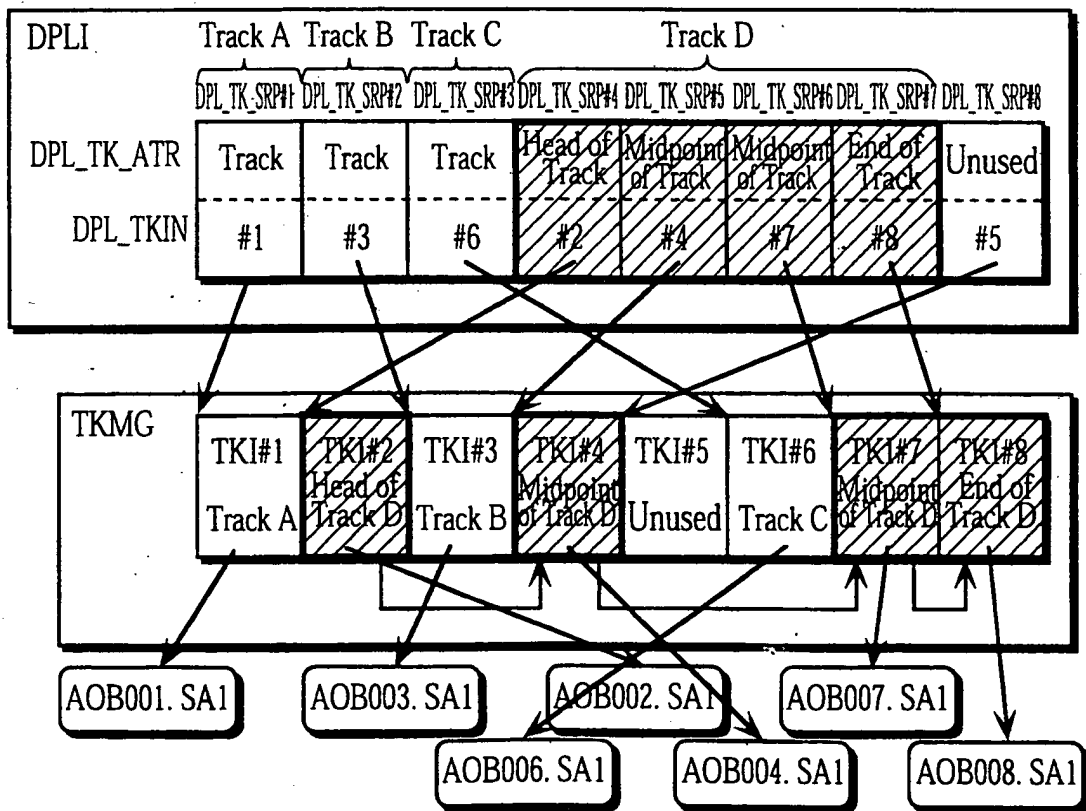 DPLI
Track A Track B Track C Track D
DPL_TK-SRP#1 DPL_TK_SRP#2 DPL_TK_SRP#3 DPL_TK_SRP#4 DPL_TK_SRP#5 DPL_TK_SRP#6 DPL_TK_SRP#7 DPL_TK_SRP#8
DPL_TK_ATR
Track
Track
Track
Head of
Track
Midpoint
of Track
Midpoint
of Track
End of
Track
Unused
DPL_TKIN
#1 #3 #6 #2 #4 #7 #8 #5
TKMG
TKI#1
Track A
TKI#2
Head of
Track D
TKI#3
Track B
TKI#4
Midpoint
of Track D
TKI#5
Unused
TKI#6
Track C
TKI#7
Midpoint
of Track D
TKI#8
End of
Track D
AOB001. SA1 AOB003. SA1 AOB002. SA1 AOB007. SA1
AOB006. SA1 AOB004. SA1 AOB008. SA1